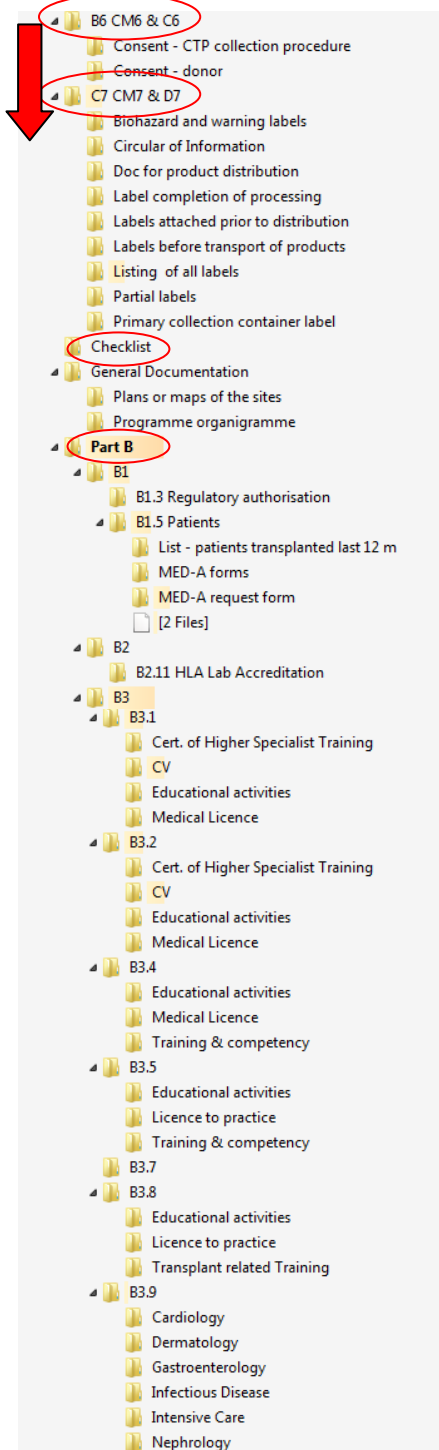 B6 CM6 & C6
Consent - CTP collection procedure
Consent - donor
C7 CM7 & D7
Biohazard and warning labels
Circular of Information
Doc for product distribution
Label completion of processing
Labels attached prior to distribution
Labels before transport of products
Listing of all labels
Partial labels
Primary collection container label
Checklist
General Documentation
Plans or maps of the sites
Programme organigramme
Part B
B1
B1.3 Regulatory authorisation
B1.5 Patients
List - patients transplanted last 12 m
MED-A forms
MED-A request form
[2 Files]
B2
B2.11 HLA Lab Accreditation
B3
B3.1
Cert. of Higher Specialist Training
CV
Educational activities
Medical Licence
B3.2
Cert. of Higher Specialist Training
CV
Educational activities
Medical Licence
B3.4
Educational activities
Medical Licence
Training & competency
B3.5
Educational activities
Licence to practice
Training & competency
B3.7
B3.8
Educational activities
Licence to practice
Transplant related Training
B3.9
Cardiology
Dermatology
Gastroenterology
Infectious Disease
Intensive Care
Nephrology